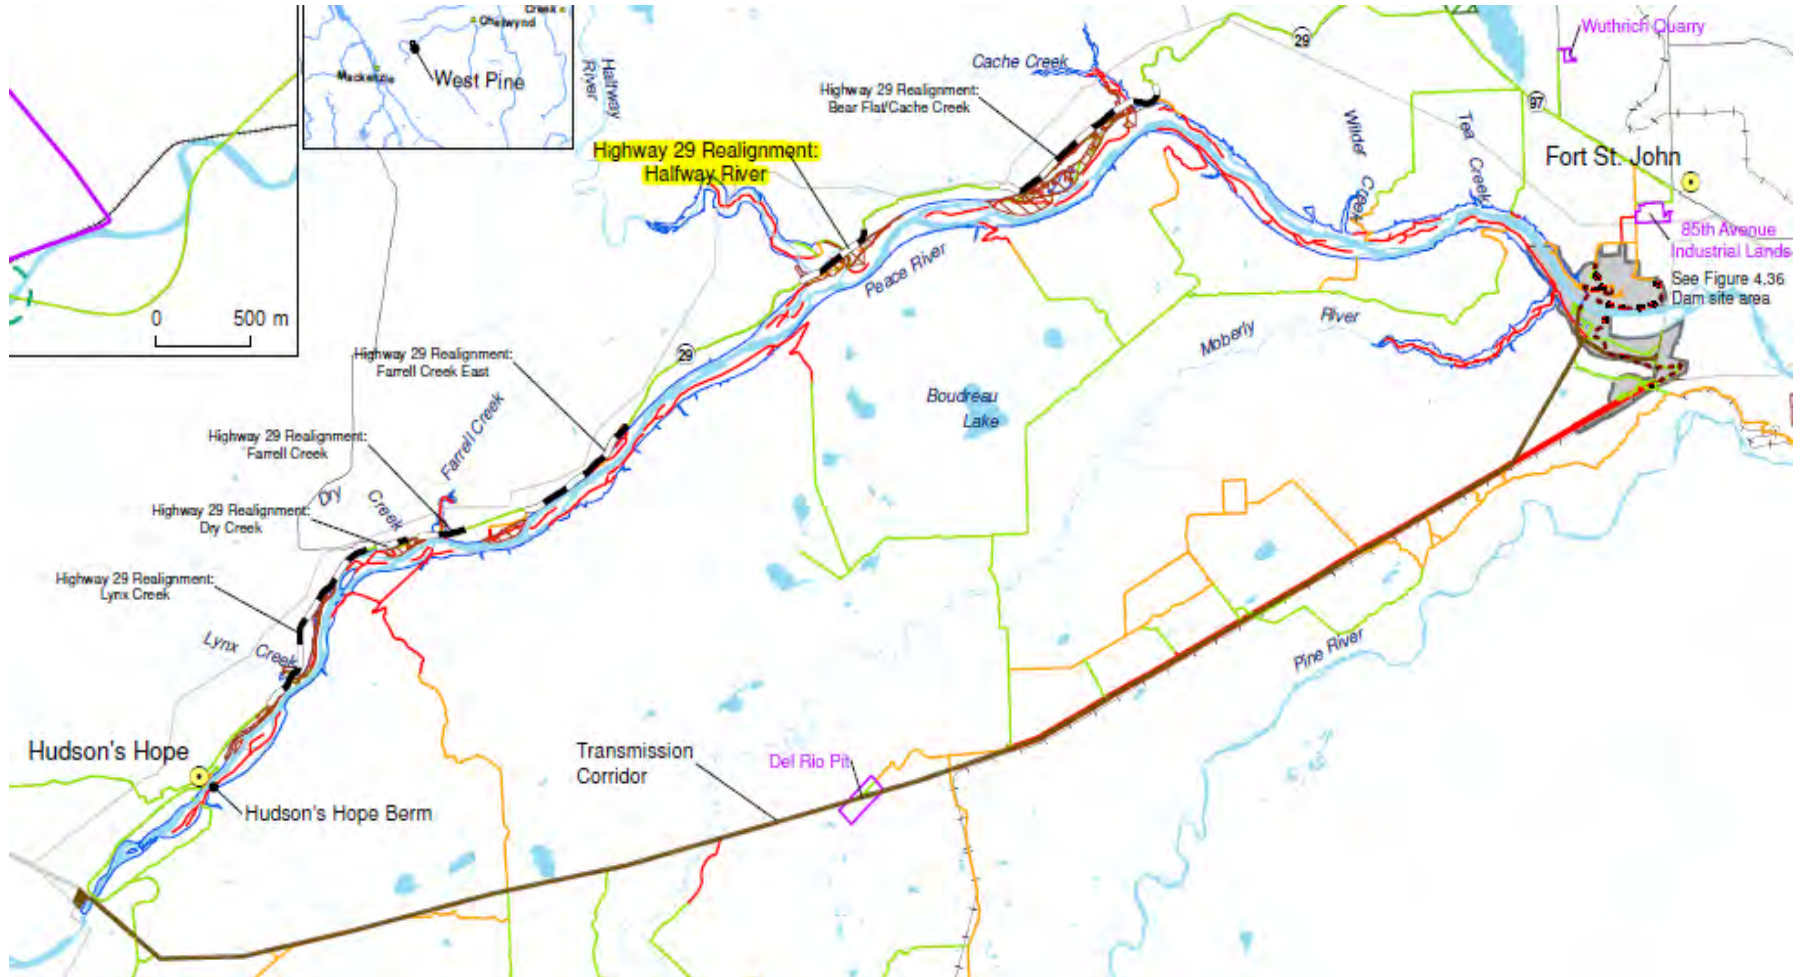 Creek
Chetwynd
Mackenzie
West Pine
0 500 m
Halfway
River
Cache Creek
29
Wuthrich Quarry
97
Highway 29 Realignment:
Bear Flat/Cache Creek
Highway 29 Realignment:
Halfway River
Wilder
Creek
Tea
Creek
Fort St. John
85th Avenue
Industrial Lands
See Figure 4.36
Dam site area
Peace River
Moberly
River
29
Highway 29 Realignment:
Farrell Creek East
Boudreau
Lake
Highway 29 Realignment:
Farrell Creek
Farrell Creek
Dry
Creek
Highway 29 Realignment:
Dry Creek
Highway 29 Realignment:
Lynx Creek
Lynx
Creek
Pine River
Hudson's Hope
Hudson's Hope Berm
Transmission
Corridor
Del Rio Pit